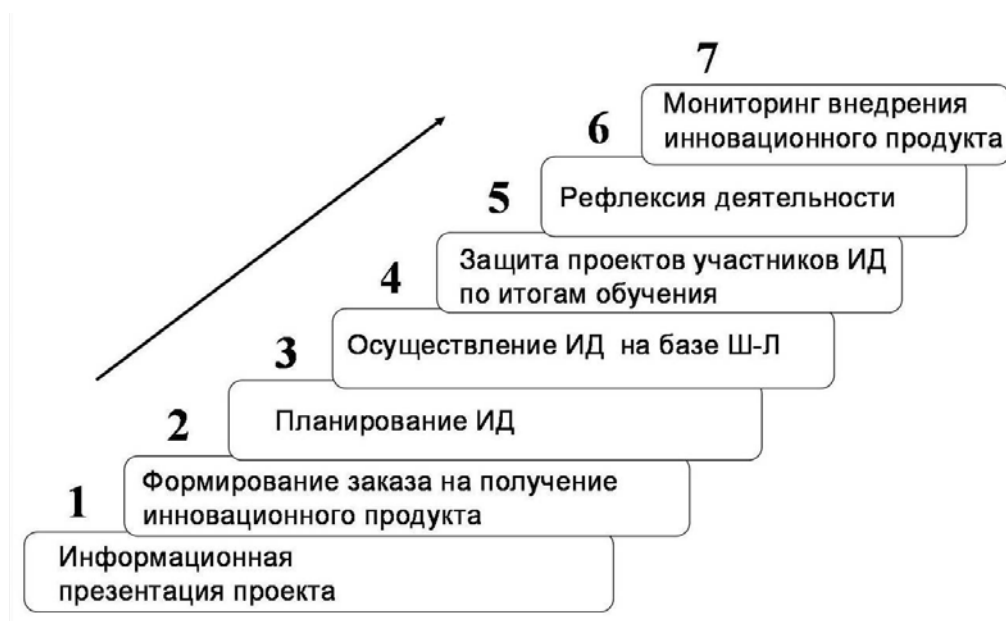 7
Мониторинг внедрения
инновационного продукта
6
Рефлексия деятельности
5
Защита проектов участников ИД
по итогам обучения
4
Осуществление ИД на базе Ш-Л
3
Планирование ИД
2
Формирование заказа на получение
инновационного продукта
1
Информационная
презентация проекта